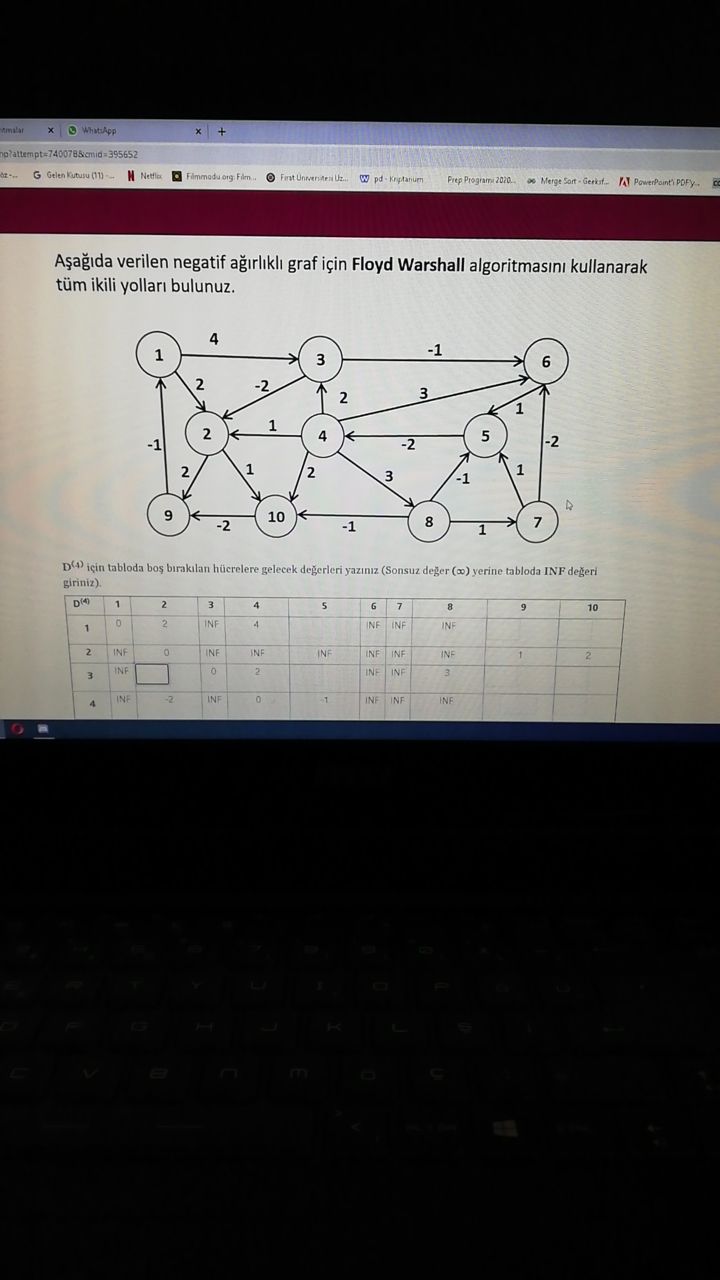 WhatsApp x +
np?attempt=740078&cmid=395652
Gelen Kutusu (11) -... Netflix Filmmodu.org: Film... Fırat Üniversitesi Uz... pd - Kriptarium Prep Programı 2020... Merge Sort - Geeksf... PowerPoint'i PDF'y...
Aşağıda verilen negatif ağırlıklı graf için Floyd Warshall algoritmasını kullanarak
tüm ikili yolları bulunuz.
4
-1
1 3 6
2 -2 2 3 1
2 1 4 -2 5 -2
-1
2 1 2 3 -1 1
9 -2 10 -1 8 1 7
D(4) için tabloda boş bırakılan hücrelere gelecek değerleri yazınız (Sonsuz değer (∞) yerine tabloda INF değeri
giriniz).
D(4) 1 2 3 4 5 6 7 8 9 10
1 0 2 INF 4 INF INF INF
2 INF 0 INF INF INF INF INF INF 1 2
3 INF 0 2 INF INF 3
4 INF -2 INF 0 -1 INF INF INF